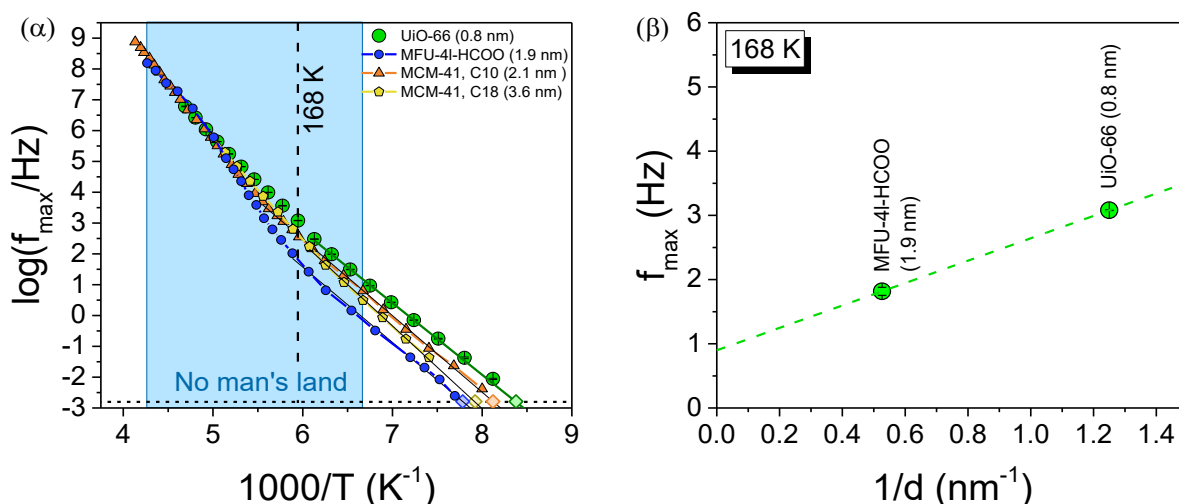 (α)
log(f_max/Hz)
9
8
7
6
5
4
3
2
1
0
-1
-2
-3
UiO-66 (0.8 nm)
MFU-4l-HCOO (1.9 nm)
MCM-41, C10 (2.1 nm )
MCM-41, C18 (3.6 nm)
168 K
No man's land
4 5 6 7 8 9
1000/T (K⁻¹)
(β)
f_max (Hz)
6
5
4
3
2
1
0
168 K
MFU-4l-HCOO
(1.9 nm)
UiO-66 (0.8 nm)
0.0 0.2 0.4 0.6 0.8 1.0 1.2 1.4
1/d (nm⁻¹)